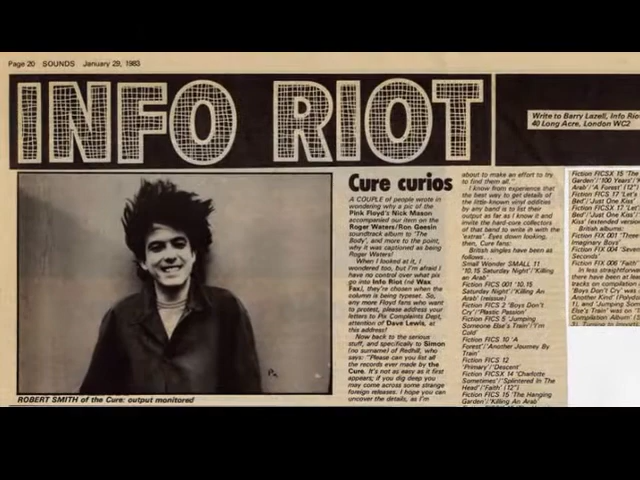 Page 20 SOUNDS January 29, 1983
INFO RIOT
Write to Barry Lazell, Info Rio
40 Long Acre, London WC2
ROBERT SMITH of the Cure: output monitored
Cure curios
A COUPLE of people wrote in
wondering why a pic of the
Pink Floyd's Nick Mason
accompanied our item on the
Roger Waters/Ron Geesin
soundtrack album to 'The
Body', and more to the point,
why it was captioned as being
Roger Waters!
When I looked at it, I
wondered too, but I'm afraid I
have no control over what pix
go into Info Riot (nd Wax
Fax), they're chosen when the
column is being typeset. So,
any more Floyd fans who want
to protest, please address your
letters to Pix Complaints Dept,
attention of Dave Lewis, at
this address!
Now back to the serious
stuff, and specifically to Simon
(no surname) of Redhill, who
says: "Please can you list all
the records ever made by the
Cure. It's not as easy as it first
appears; if you dig deep you
may come across some strange
foreign releases. I hope you can
uncover the details, as I'm
about to make an effort to try
to find them all."
I know from experience that
the best way to get details of
the little-known vinyl oddities
by any band is to list their
output as far as I know it and
invite the hard-core collectors
of that band to write in with the
'extras'. Eyes down looking,
then, Cure fans:
British singles have been as
follows...
Small Wonder SMALL 11
'10.15 Saturday Night'/'Killing
an Arab'
Fiction FICS 001 '10.15
Saturday Night'/'Killing An
Arab' (reissue)
Fiction FICS 2 'Boys Don't
Cry'/'Plastic Passion'
Fiction FICS 5 'Jumping
Someone Else's Train'/'I'm
Cold'
Fiction FICS 10 'A
Forest'/'Another Journey By
Train'
Fiction FICS 12
'Primary'/'Descent'
Fiction FICSX 14 'Charlotte
Sometimes'/'Splintered In The
Head'/'Faith' (12")
Fiction FICS 15 'The Hanging
Garden'/'Killing An Arab'
Fiction FICSX 15 'The
Garden'/'100 Years'/'
Arab'/'A Forest' (12"
Fiction FICS 17 'Let's
Bed'/'Just One Kiss'
Fiction FICSX 17 'Let'
Bed'/'Just One Kiss'/
Kiss' (extended version
British albums:
Fiction FIX 001 'Three
Imaginary Boys'
Fiction FIX 004 'Seven
Seconds'
Fiction FIX 006 'Faith'
In less straightforw
there have been at lea
tracks on compilation a
'Boys Don't Cry' was
Another Kind' (Polydo
1), and 'Jumping Som
Else's Train' was on '
Compilation Album' (